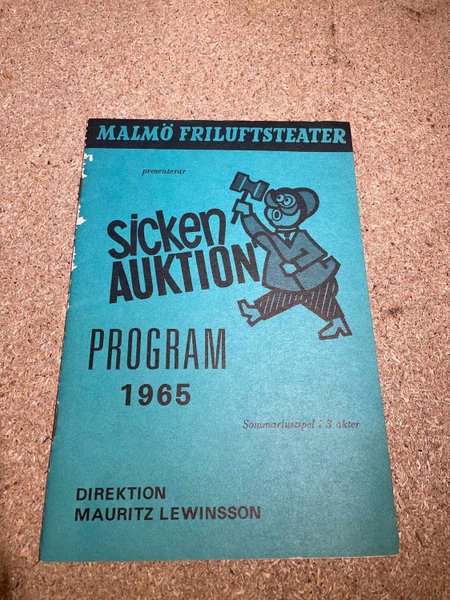 MALMÖ FRILUFTSTEATER
presenterar
Sicken
AUKTION
PROGRAM
1965
Sommarlustspel i 3 akter
DIREKTION
MAURITZ LEWINSSON